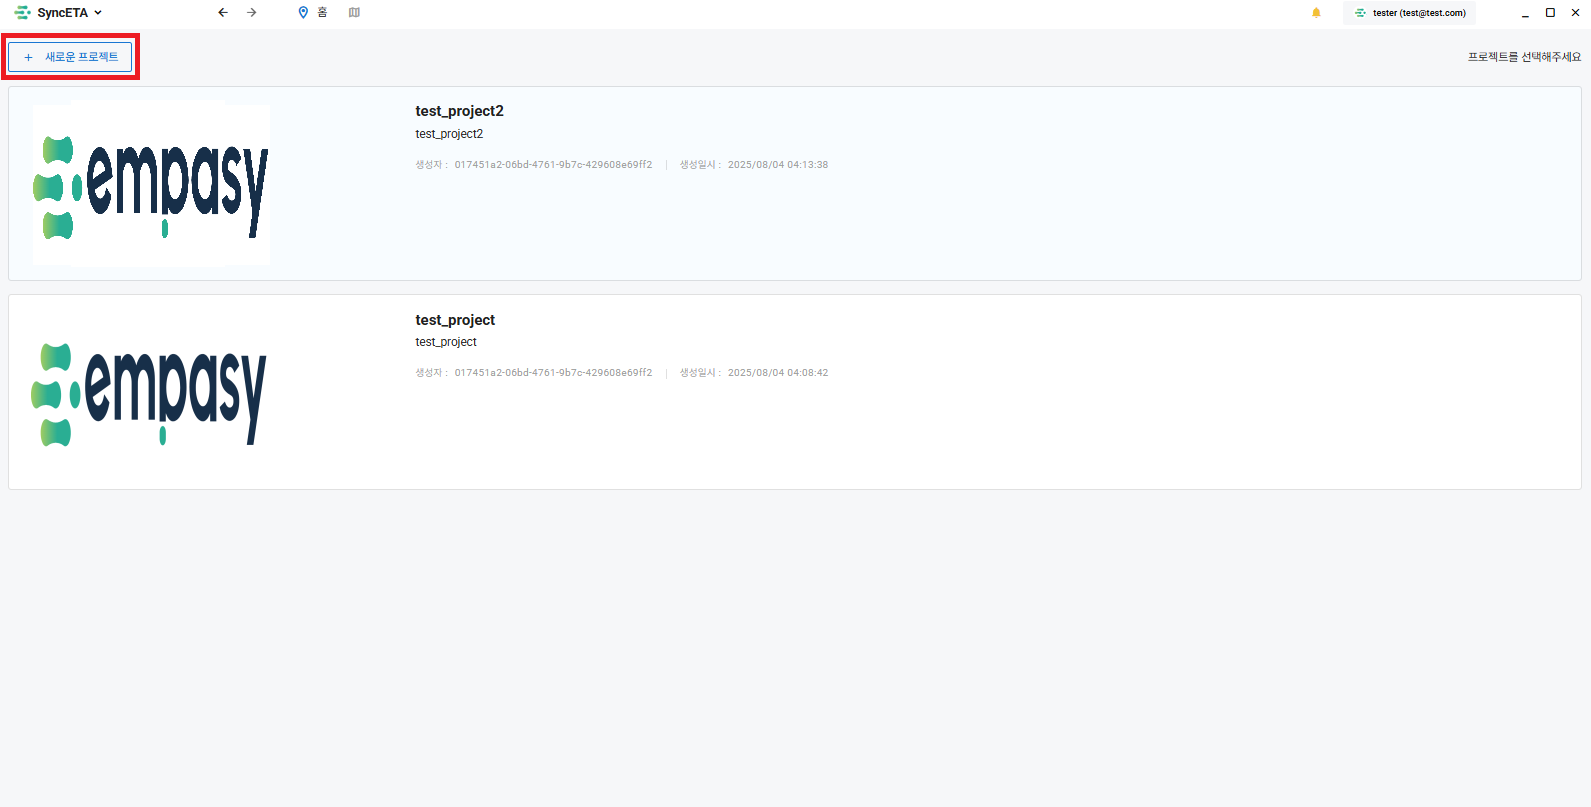 SyncETA
홈
tester (test@test.com)
+ 새로운 프로젝트
프로젝트를 선택해주세요
empasy
test_project2
test_project2
생성자 : 017451a2-06bd-4761-9b7c-429608e69ff2 | 생성일시 : 2025/08/04 04:13:38
empasy
test_project
test_project
생성자 : 017451a2-06bd-4761-9b7c-429608e69ff2 | 생성일시 : 2025/08/04 04:08:42